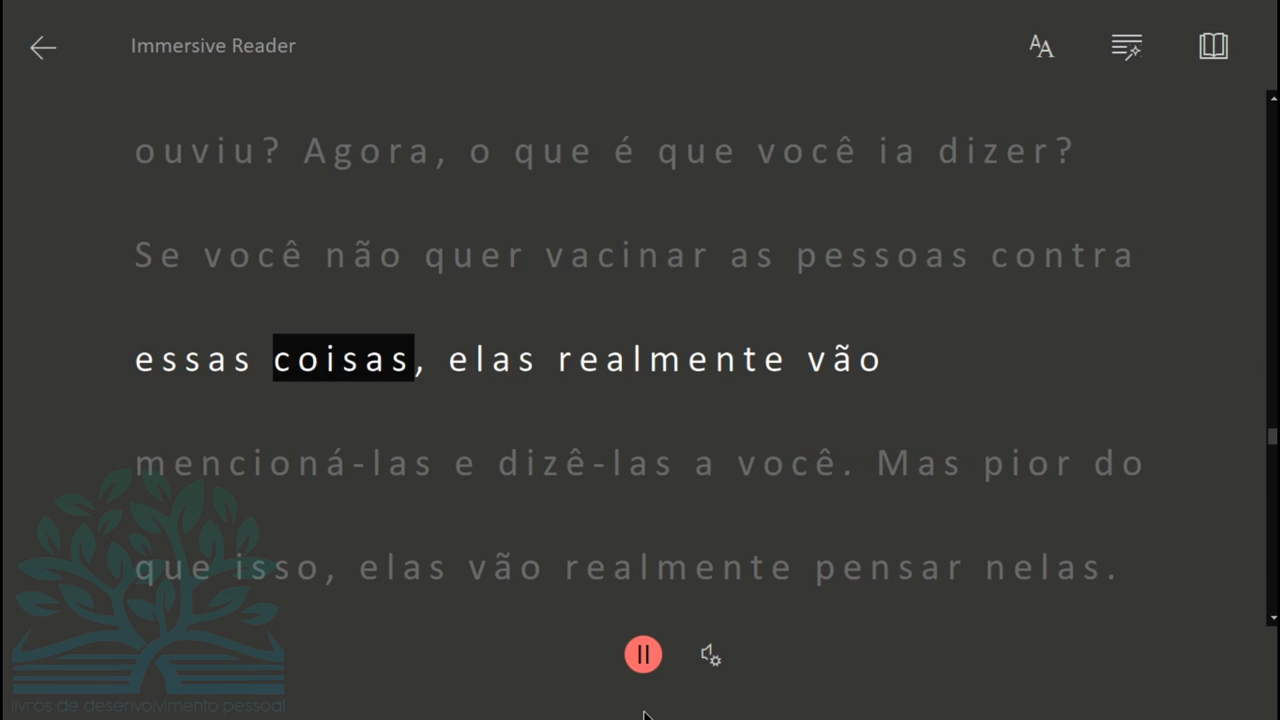 Immersive Reader
ouviu? Agora, o que é que você ia dizer?
Se você não quer vacinar as pessoas contra
essas coisas, elas realmente vão
mencioná-las e dizê-las a você. Mas pior do
que isso, elas vão realmente pensar nelas.
livros de desenvolvimento pessoal